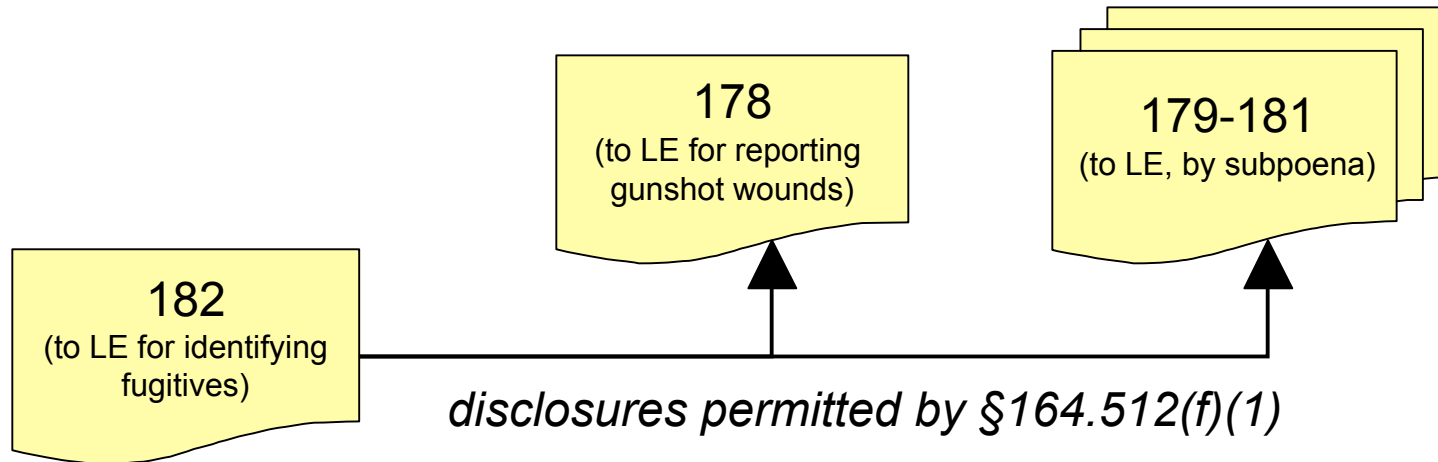 178
(to LE for reporting
gunshot wounds)
179-181
(to LE, by subpoena)
182
(to LE for identifying
fugitives)
disclosures permitted by §164.512(f)(1)